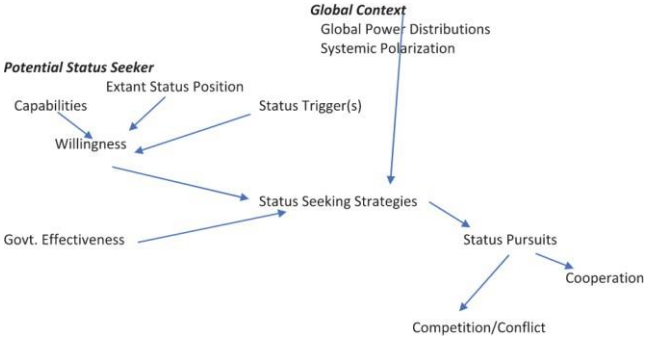 Global Context
Global Power Distributions
Systemic Polarization
Potential Status Seeker
Extant Status Position
Capabilities
Status Trigger(s)
Willingness
Status Seeking Strategies
Govt. Effectiveness
Status Pursuits
Cooperation
Competition/Conflict